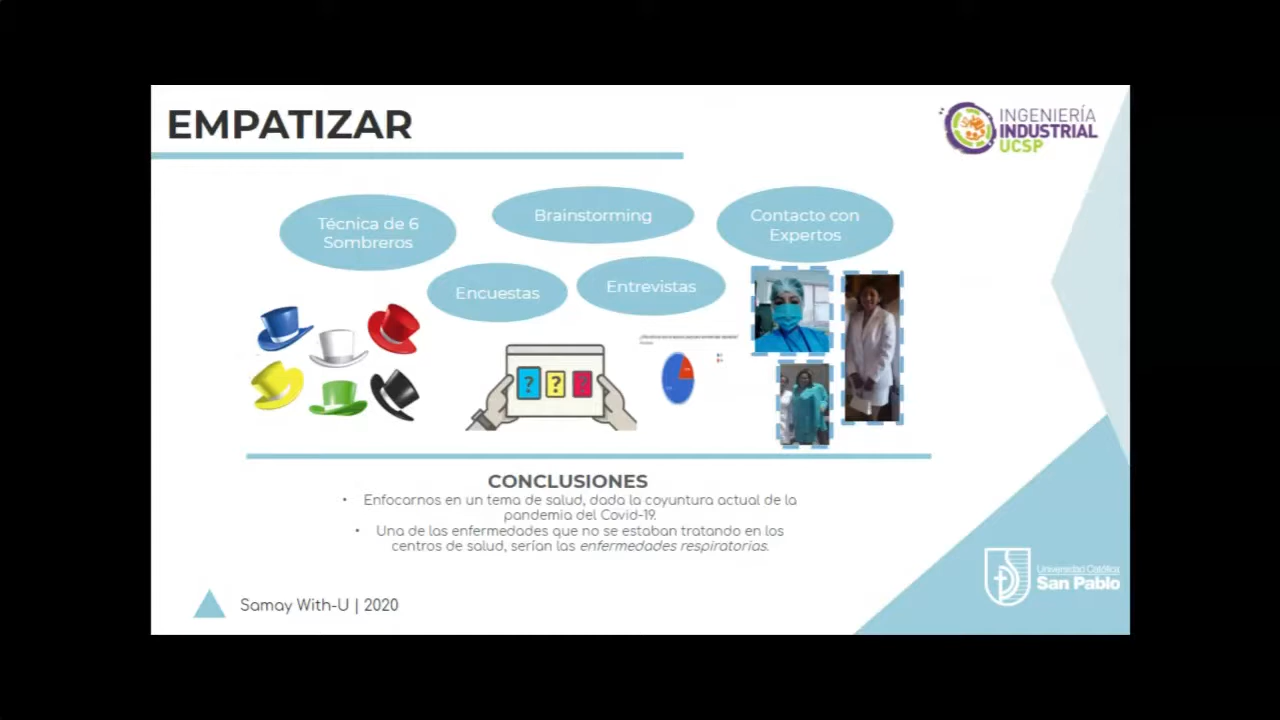 EMPATIZAR
INGENIERÍA
INDUSTRIAL
UCSP
Técnica de 6
Sombreros
Brainstorming
Contacto con
Expertos
Encuestas
Entrevistas
? ? ?
CONCLUSIONES
• Enfocarnos en un tema de salud, dada la coyuntura actual de la
pandemia del Covid-19.
• Una de las enfermedades que no se estaban tratando en los
centros de salud, serían las enfermedades respiratorias.
Universidad Católica
San Pablo
Samay With-U | 2020